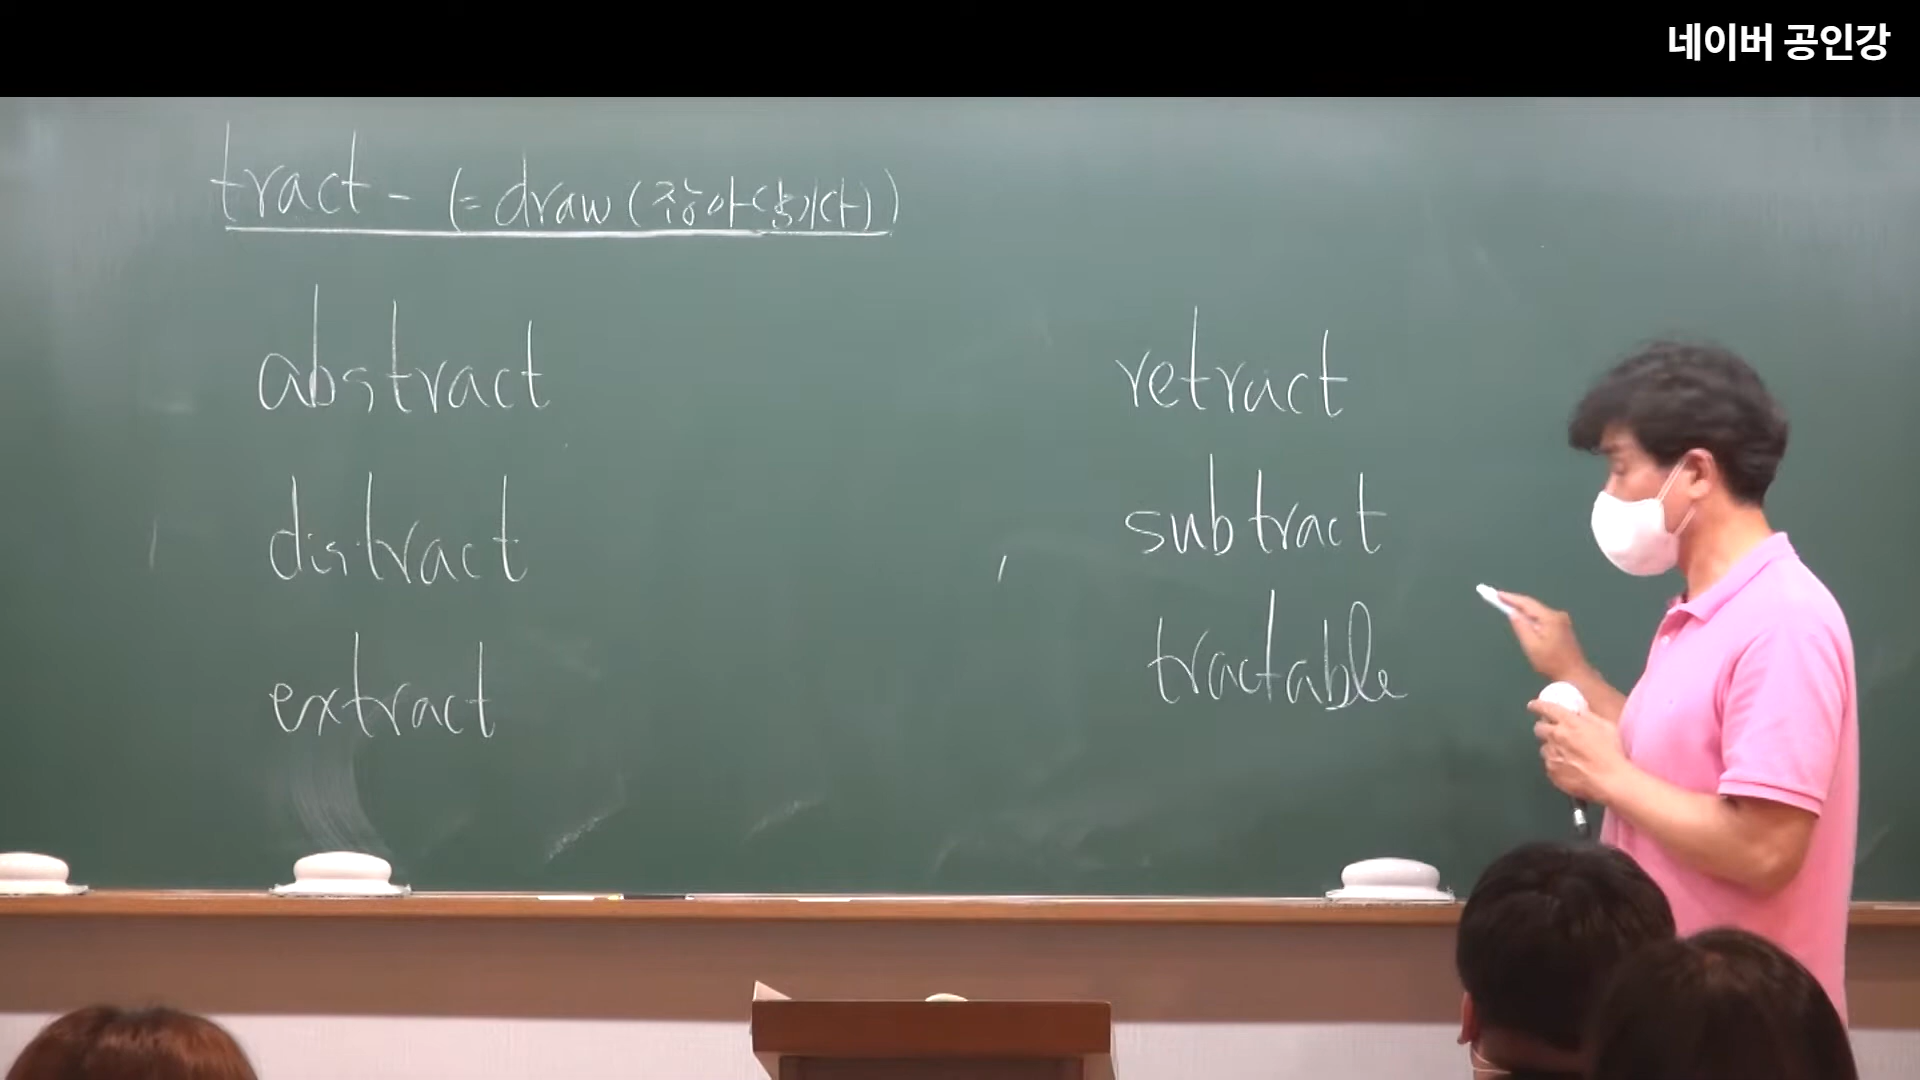 네이버 공인강
tract - (= draw (잡아당기다))
abstract
distract
extract
retract
subtract
tractable